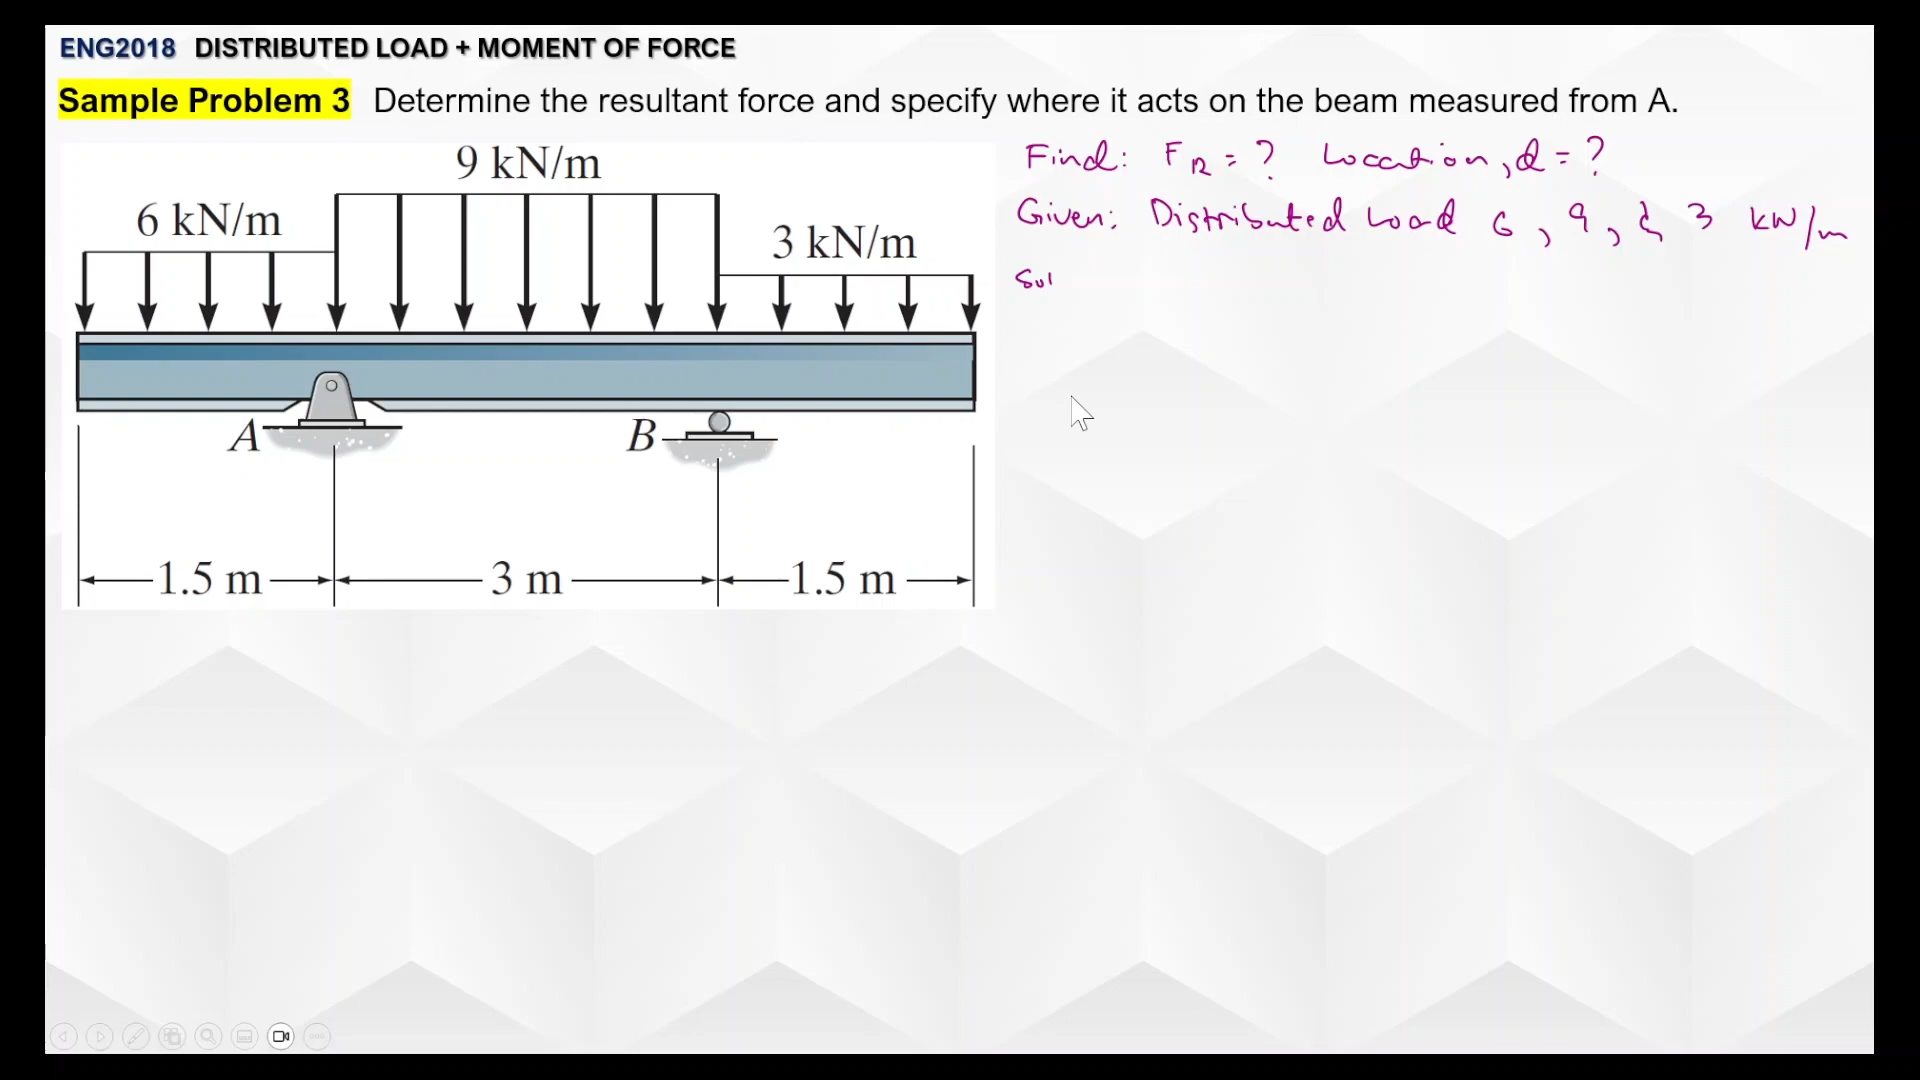 ENG2018 DISTRIBUTED LOAD + MOMENT OF FORCE
Sample Problem 3 Determine the resultant force and specify where it acts on the beam measured from A.
Find: FR = ? Location, d = ?
Given: Distributed Load 6, 9, & 3 kN/m
Sol
9 kN/m
6 kN/m
3 kN/m
A
B
1.5 m
3 m
1.5 m